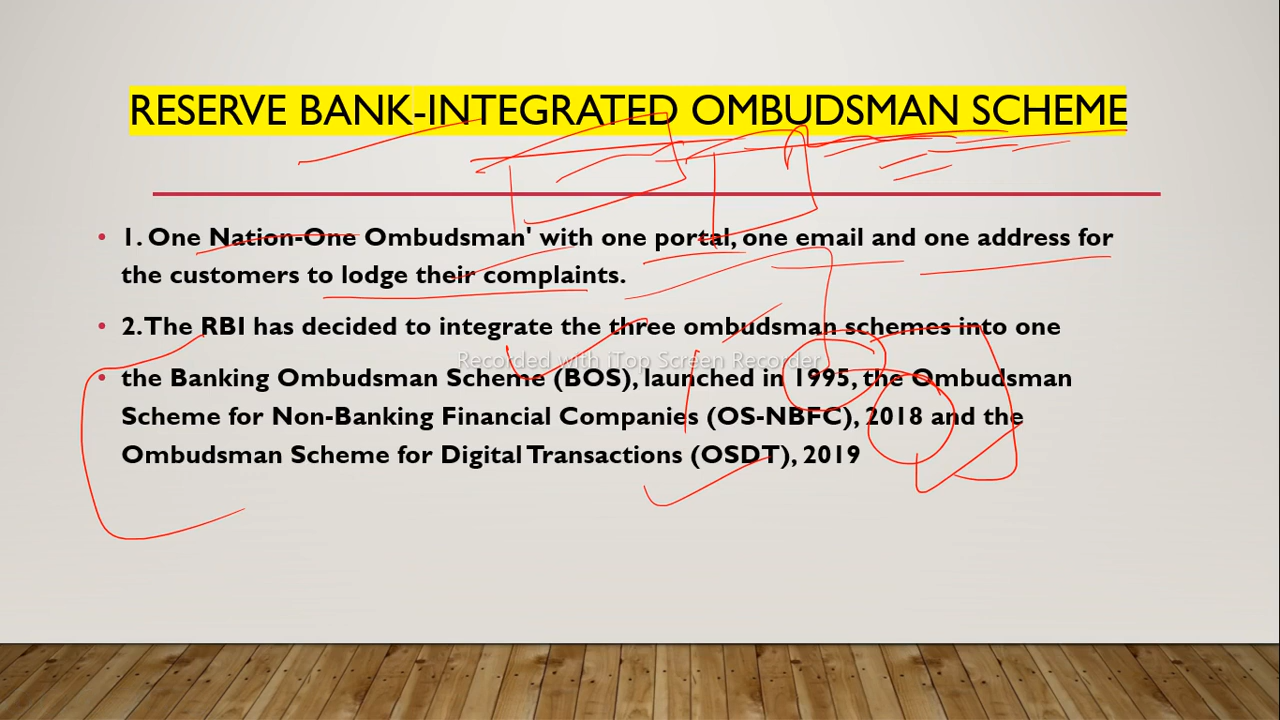 RESERVE BANK-INTEGRATED OMBUDSMAN SCHEME
• 1. One Nation-One Ombudsman' with one portal, one email and one address for
the customers to lodge their complaints.
• 2. The RBI has decided to integrate the three ombudsman schemes into one
Recorded with iTop Screen Recorder
• the Banking Ombudsman Scheme (BOS), launched in 1995, the Ombudsman
Scheme for Non-Banking Financial Companies (OS-NBFC), 2018 and the
Ombudsman Scheme for Digital Transactions (OSDT), 2019